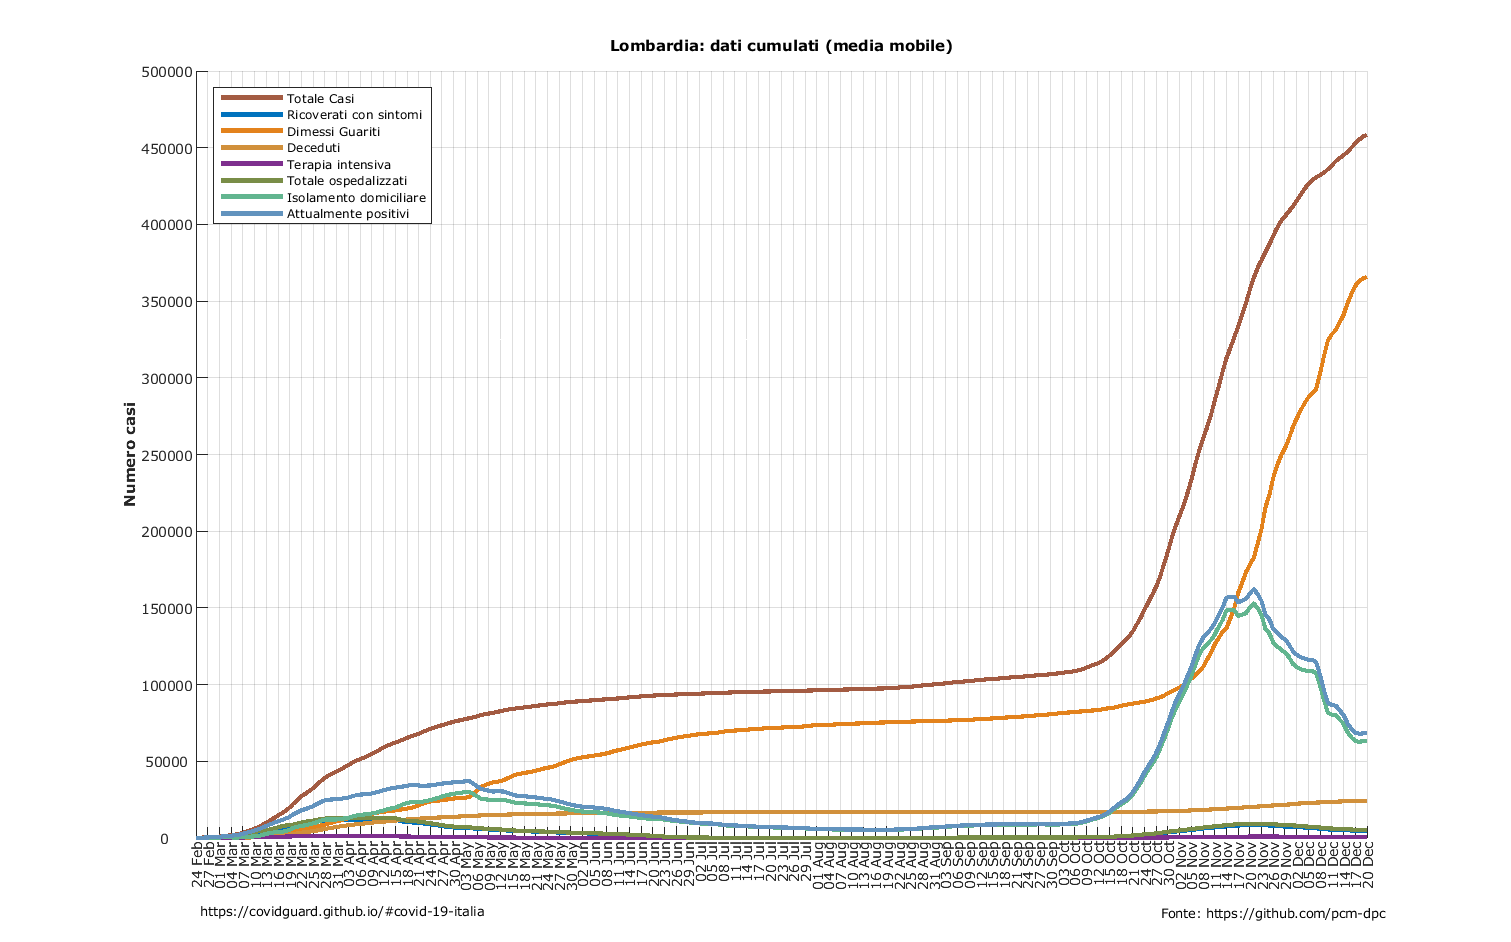 Lombardia: dati cumulati (media mobile)
500000
450000
400000
350000
300000
250000
200000
150000
100000
50000
0
Numero casi
Totale Casi
Ricoverati con sintomi
Dimessi Guariti
Deceduti
Terapia intensiva
Totale ospedalizzati
Isolamento domiciliare
Attualmente positivi
24 Feb
27 Feb
01 Mar
04 Mar
07 Mar
10 Mar
13 Mar
16 Mar
19 Mar
22 Mar
25 Mar
28 Mar
31 Mar
03 Apr
06 Apr
09 Apr
12 Apr
15 Apr
18 Apr
21 Apr
24 Apr
27 Apr
30 Apr
03 May
06 May
09 May
12 May
15 May
18 May
21 May
24 May
27 May
30 May
02 Jun
05 Jun
08 Jun
11 Jun
14 Jun
17 Jun
20 Jun
23 Jun
26 Jun
29 Jun
02 Jul
05 Jul
08 Jul
11 Jul
14 Jul
17 Jul
20 Jul
23 Jul
26 Jul
29 Jul
01 Aug
04 Aug
07 Aug
10 Aug
13 Aug
16 Aug
19 Aug
22 Aug
25 Aug
28 Aug
31 Aug
03 Sep
06 Sep
09 Sep
12 Sep
15 Sep
18 Sep
21 Sep
24 Sep
27 Sep
30 Sep
03 Oct
06 Oct
09 Oct
12 Oct
15 Oct
18 Oct
21 Oct
24 Oct
27 Oct
30 Oct
02 Nov
05 Nov
08 Nov
11 Nov
14 Nov
17 Nov
20 Nov
23 Nov
26 Nov
29 Nov
02 Dec
05 Dec
08 Dec
11 Dec
14 Dec
17 Dec
20 Dec
https://covidguard.github.io/#covid-19-italia
Fonte: https://github.com/pcm-dpc